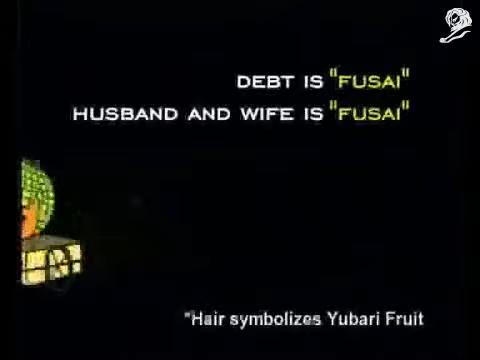 DEBT IS "FUSAI"
HUSBAND AND WIFE IS "FUSAI"
"Hair symbolizes Yubari Fruit